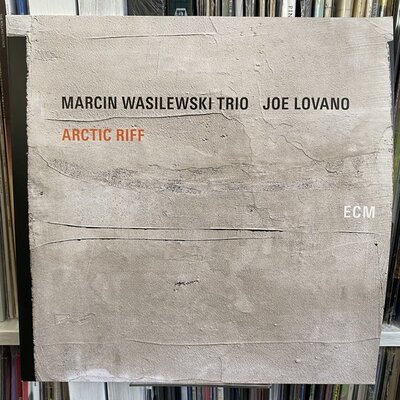 MARCIN WASILEWSKI TRIO JOE LOVANO
ARCTIC RIFF
ECM